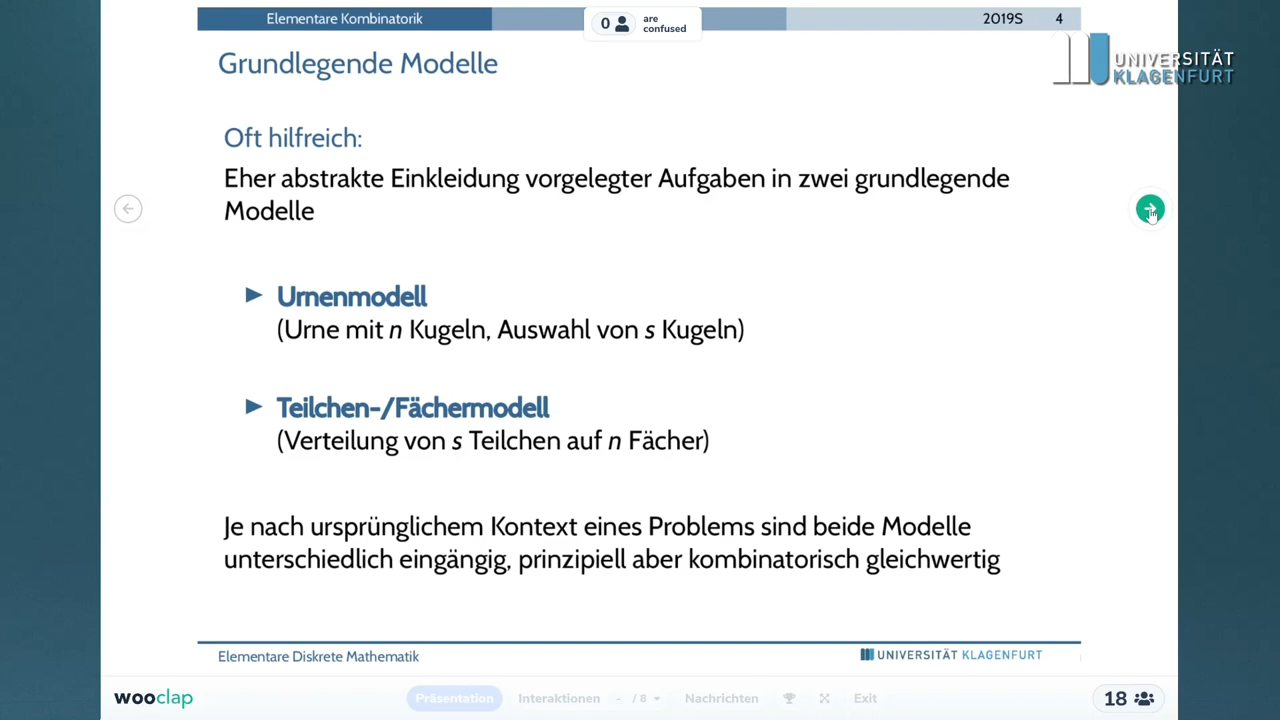 Elementare Kombinatorik
2019S 4
0 are confused
Grundlegende Modelle
UNIVERSITÄT
KLAGENFURT
Oft hilfreich:
Eher abstrakte Einkleidung vorgelegter Aufgaben in zwei grundlegende
Modelle
Urnenmodell
(Urne mit n Kugeln, Auswahl von s Kugeln)
Teilchen-/Fächermodell
(Verteilung von s Teilchen auf n Fächer)
Je nach ursprünglichem Kontext eines Problems sind beide Modelle
unterschiedlich eingängig, prinzipiell aber kombinatorisch gleichwertig
Elementare Diskrete Mathematik
UNIVERSITÄT KLAGENFURT
wooclap
Präsentation Interaktionen - / 8 Nachrichten Exit
18